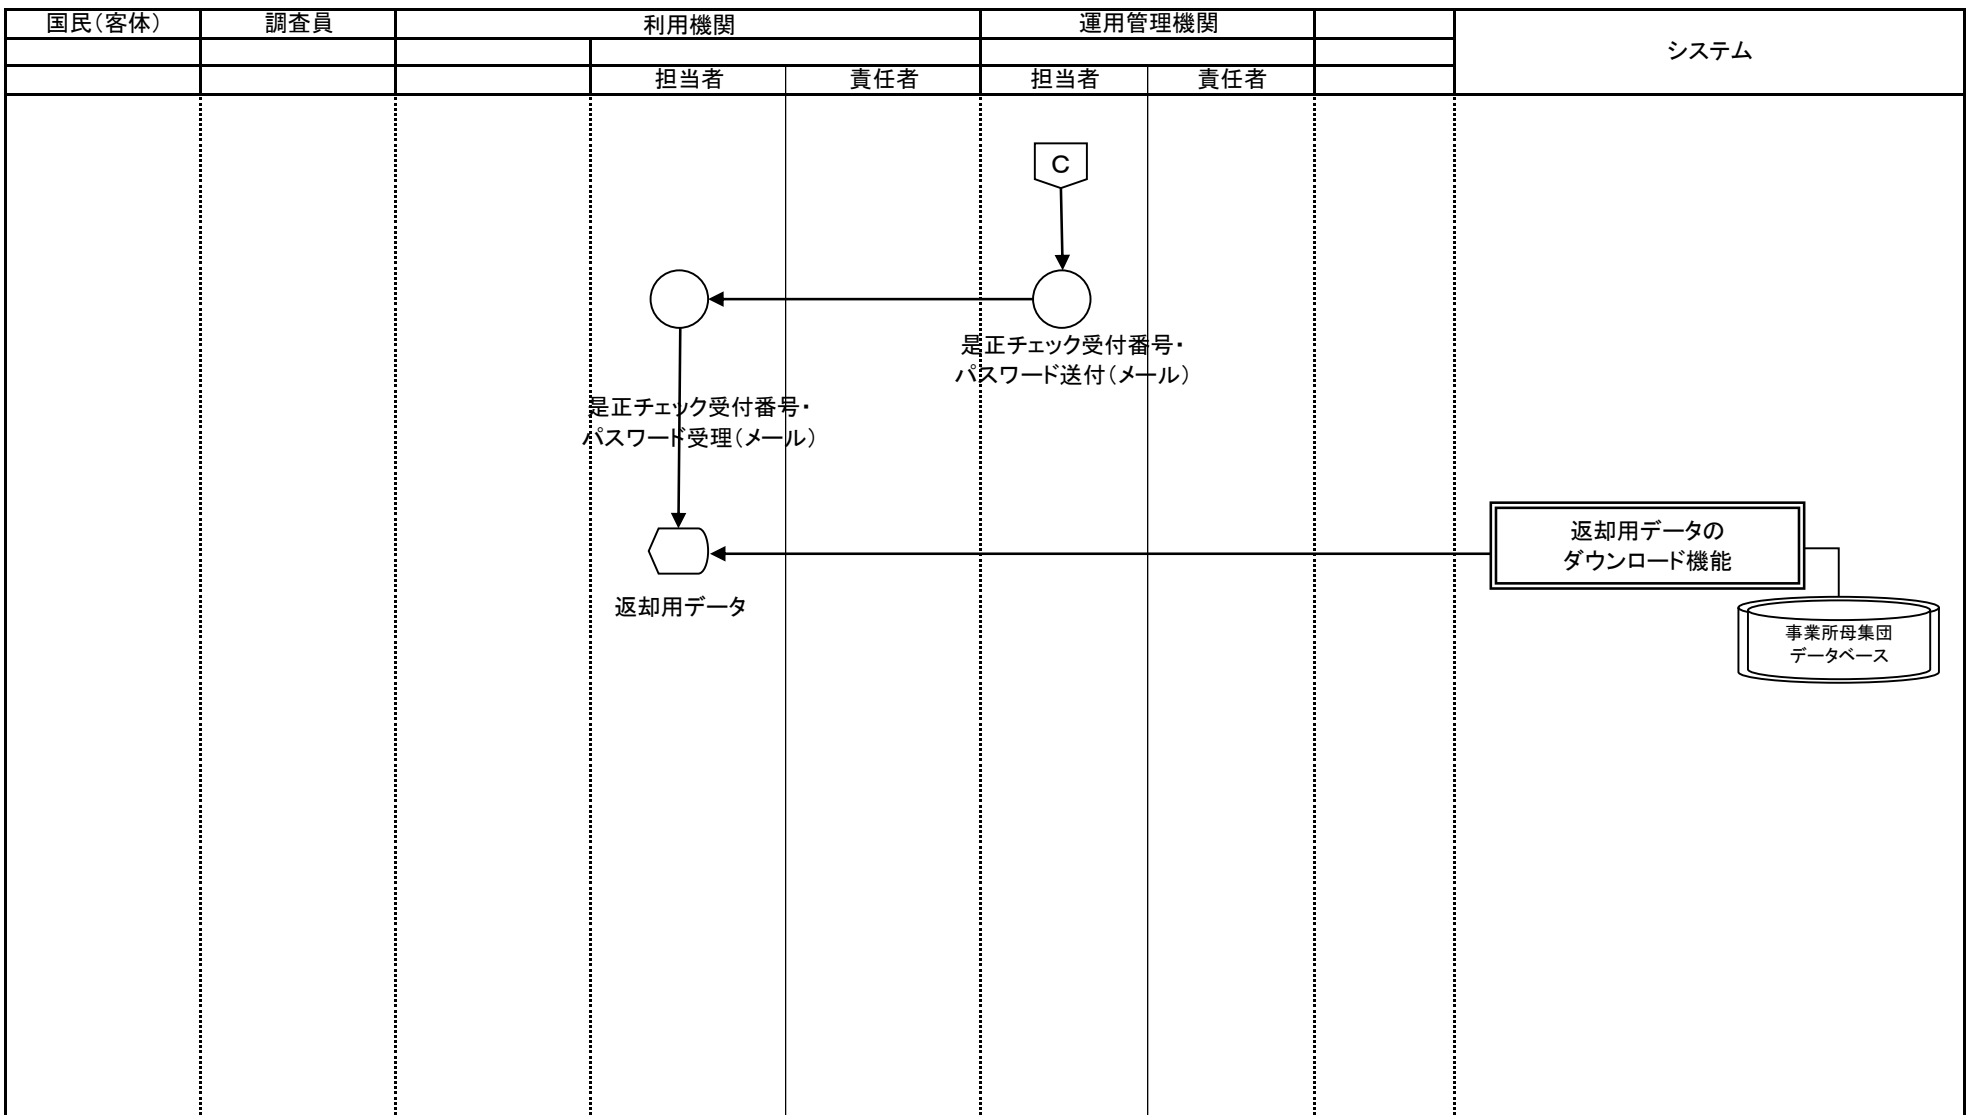 国民(客体)
調査員
利用機関
運用管理機関
システム
担当者
責任者
担当者
責任者
C
是正チェック受付番号・
パスワード送付(メール)
是正チェック受付番号・
パスワード受理(メール)
返却用データの
ダウンロード機能
返却用データ
事業所母集団
データベース